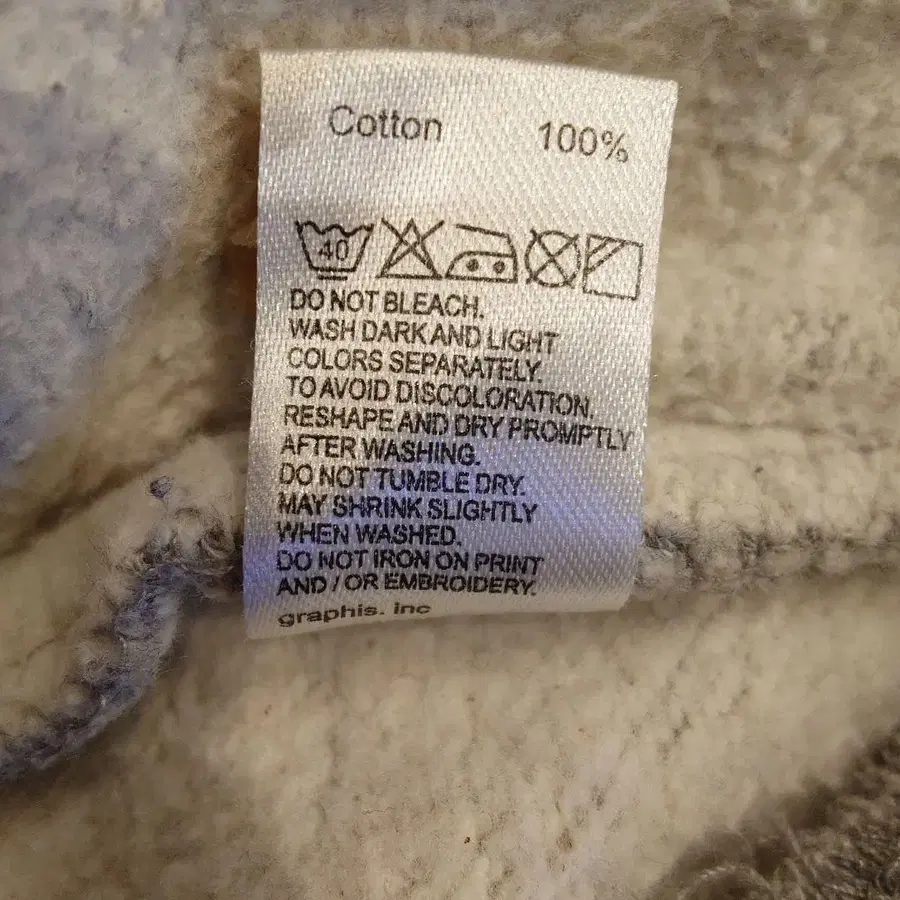 Cotton 100%
40
DO NOT BLEACH.
WASH DARK AND LIGHT
COLORS SEPARATELY.
TO AVOID DISCOLORATION.
RESHAPE AND DRY PROMPTLY
AFTER WASHING.
DO NOT TUMBLE DRY.
MAY SHRINK SLIGHTLY
WHEN WASHED.
DO NOT IRON ON PRINT
AND / OR EMBROIDERY.
graphis. inc